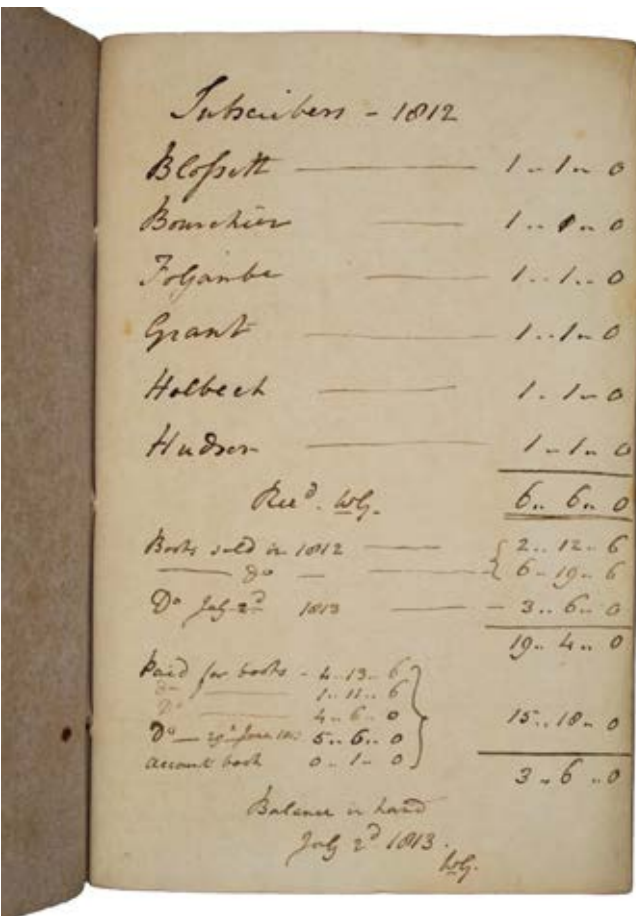 Subscribers - 1812
Blossett — 1 .. 1 .. 0
Bourchier — 1 .. 1 .. 0
Foljambe — 1 .. 1 .. 0
Grant — 1 .. 1 .. 0
Holbech — 1 .. 1 .. 0
Hudson — 1 .. 1 .. 0
Recd. WG. 6 .. 6 .. 0
Books sold in 1812 — 2 .. 12 .. 6
— Do — 6 .. 19 .. 6
Do July 2d 1813 — 3 .. 6 .. 0
19 .. 4 .. 0
Paid for books - 4 .. 13 .. 6
Do — 1 .. 11 .. 6
Do — 4 .. 6 .. 0 15 .. 18 .. 0
Do — 29 June 5 .. 6 .. 0
account book 0 .. 1 .. 0
3 .. 6 .. 0
Balance in hand
July 2d 1813.
WG.